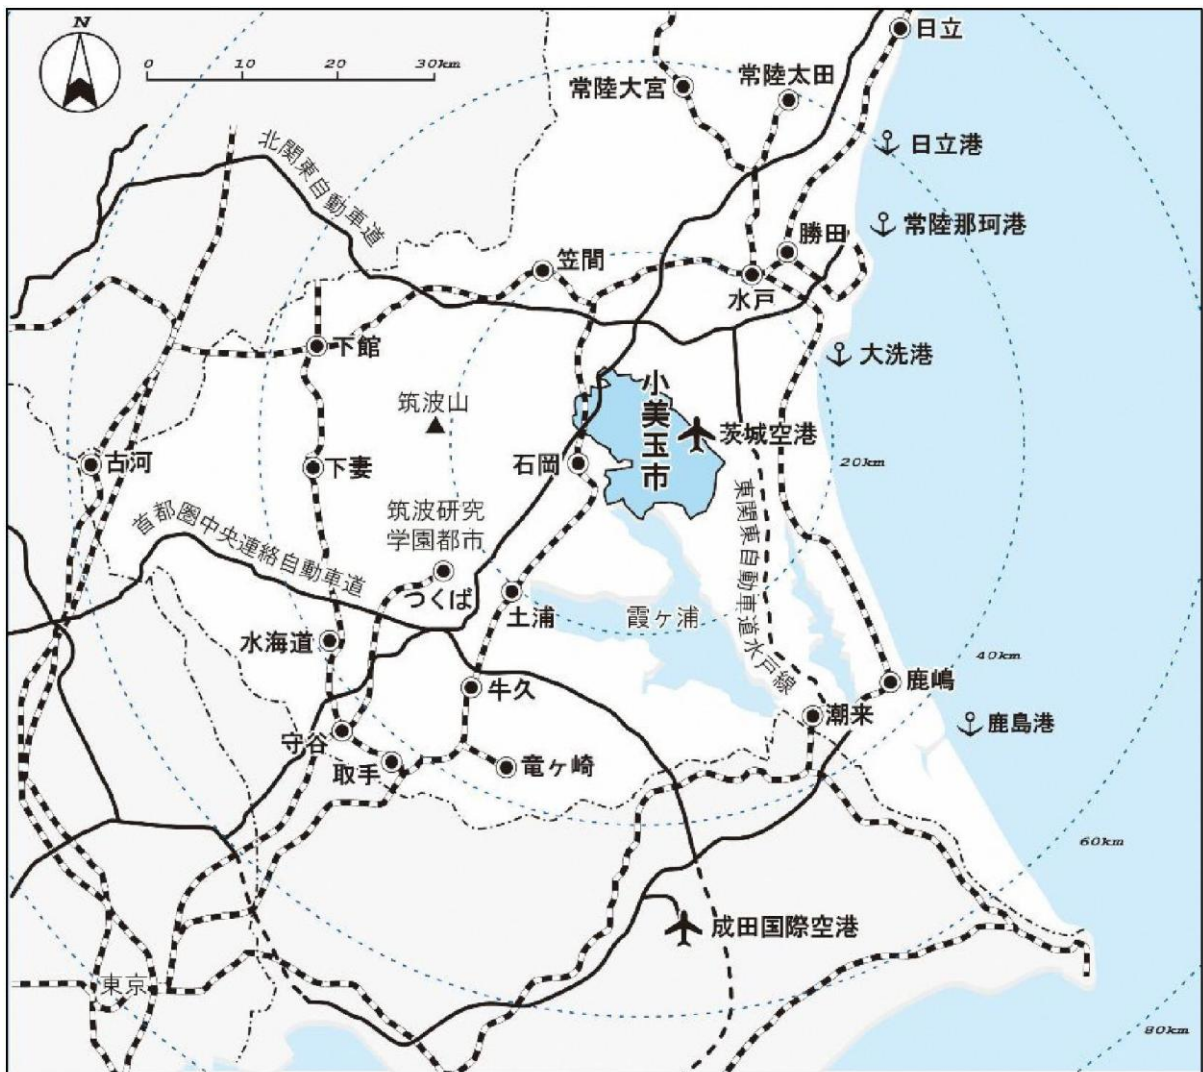 N
0 10 20 30km
日立
常陸太田
常陸大宮
日立港
北関東自動車道
常陸那珂港
勝田
笠間
水戸
下館
大洗港
小美玉市
筑波山
茨城空港
古河
下妻
石岡
20km
筑波研究
学園都市
首都圏中央連絡自動車道
東関東自動車道水戸線
つくば
土浦
霞ヶ浦
水海道
40km
牛久
鹿嶋
潮来
鹿島港
守谷
取手
竜ヶ崎
60km
成田国際空港
東京
80km